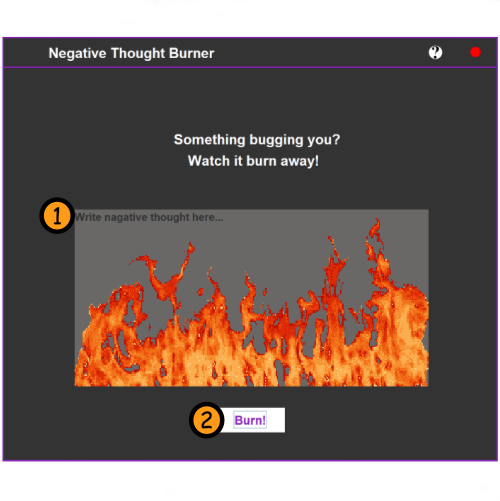 Negative Thought Burner ?
Something bugging you?
Watch it burn away!
1
Write nagative thought here...
2
Burn!